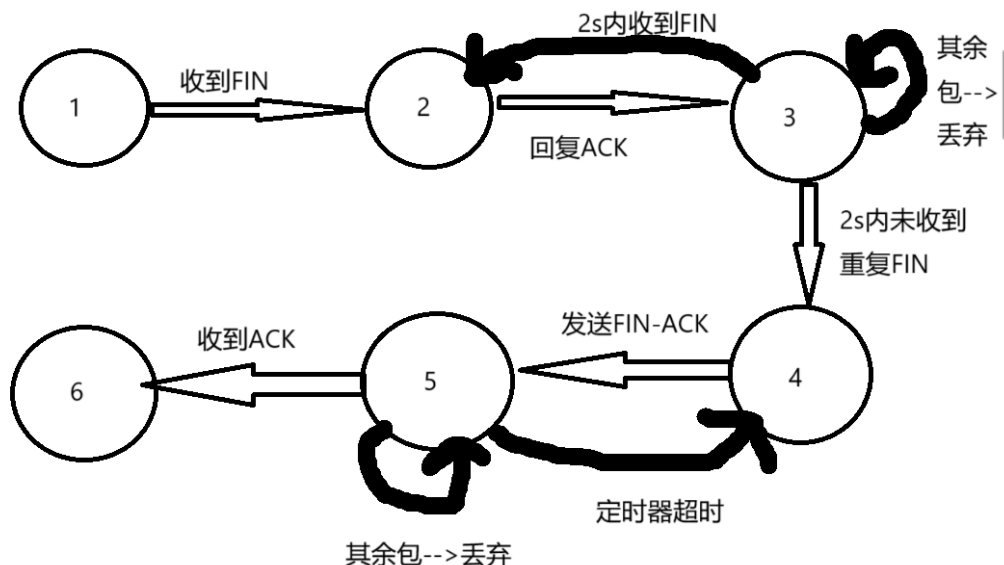 2s内收到FIN
收到FIN
1
2
3
回复ACK
其余
包-->
丢弃
2s内未收到
重复FIN
发送FIN-ACK
收到ACK
6
5
4
定时器超时
其余包-->丢弃